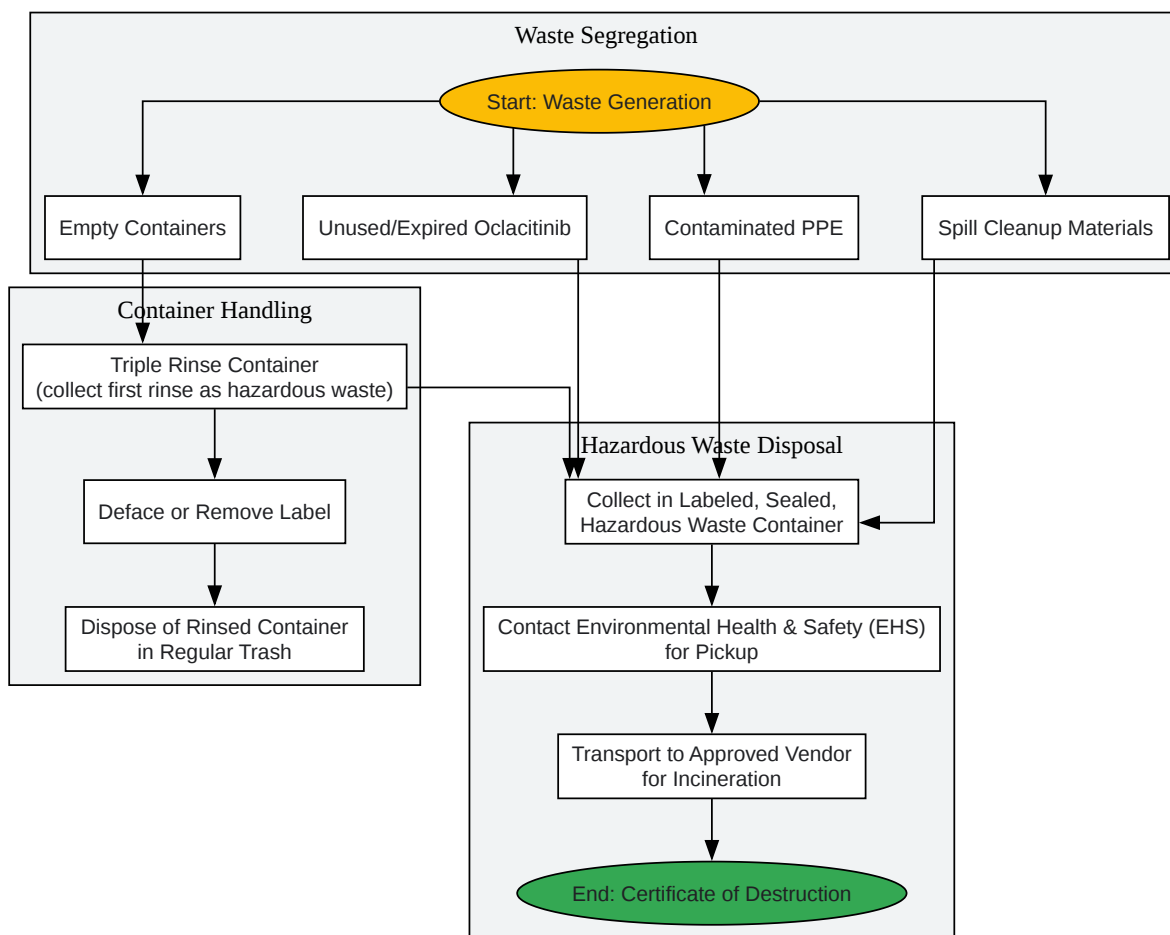 Waste Segregation
Start: Waste Generation
Empty Containers
Unused/Expired Oclacitinib
Contaminated PPE
Spill Cleanup Materials
Container Handling
Triple Rinse Container
(collect first rinse as hazardous waste)
Deface or Remove Label
Dispose of Rinsed Container
in Regular Trash
Hazardous Waste Disposal
Collect in Labeled, Sealed,
Hazardous Waste Container
Contact Environmental Health & Safety (EHS)
for Pickup
Transport to Approved Vendor
for Incineration
End: Certificate of Destruction